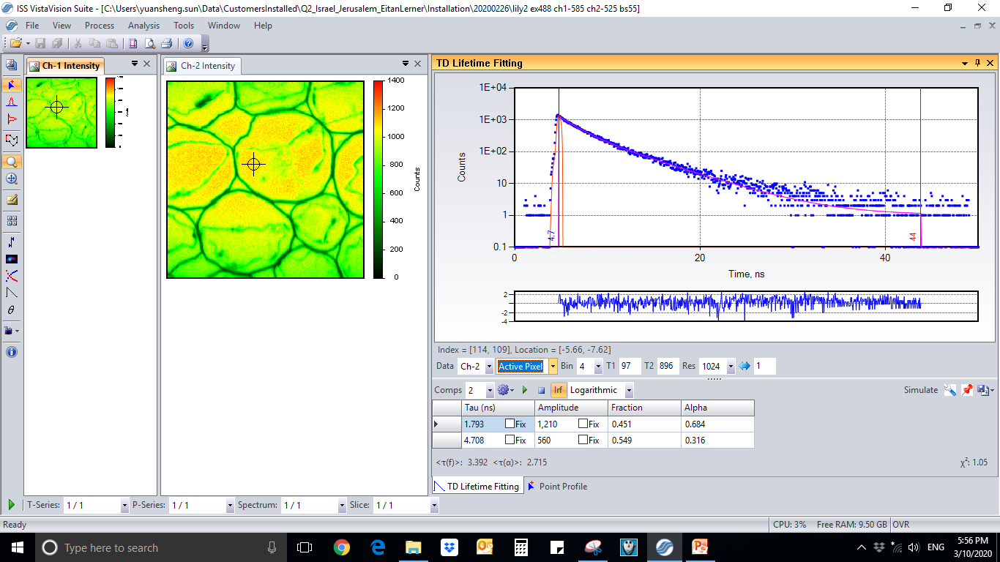 ISS VistaVision Suite - [C:\Users\yuansheng.sun\Data\CustomersInstalled\Q2_Israel_Jerusalem_EitanLerner\Installation\20200226\lily2 ex488 ch1-585 ch2-525 bs55]
File View Process Analysis Tools Window Help
Ch-1 Intensity
Ch-2 Intensity
1400
1200
1000
800
600
400
200
0
Counts
TD Lifetime Fitting
1E+04
1E+03
1E+02
10
1
0.1
Counts
4.7
44
0 20 40
Time, ns
2
-2
-4
Index = [114, 109], Location = [-5.66, -7.62]
Data Ch-2 Active Pixel Bin 4 T1 97 T2 896 Res 1024 1
Comps 2 Irf Logarithmic Simulate
Tau (ns) Amplitude Fraction Alpha
1.793 Fix 1,210 Fix 0.451 0.684
4.708 Fix 560 Fix 0.549 0.316
<τ(f)>: 3.392 <τ(α)>: 2.715 χ²: 1.05
TD Lifetime Fitting Point Profile
T-Series: 1 / 1 P-Series: 1 / 1 Spectrum: 1 / 1 Slice: 1 / 1
Ready CPU: 3% Free RAM: 9.50 GB OVR
Type here to search
ENG
5:56 PM
3/10/2020